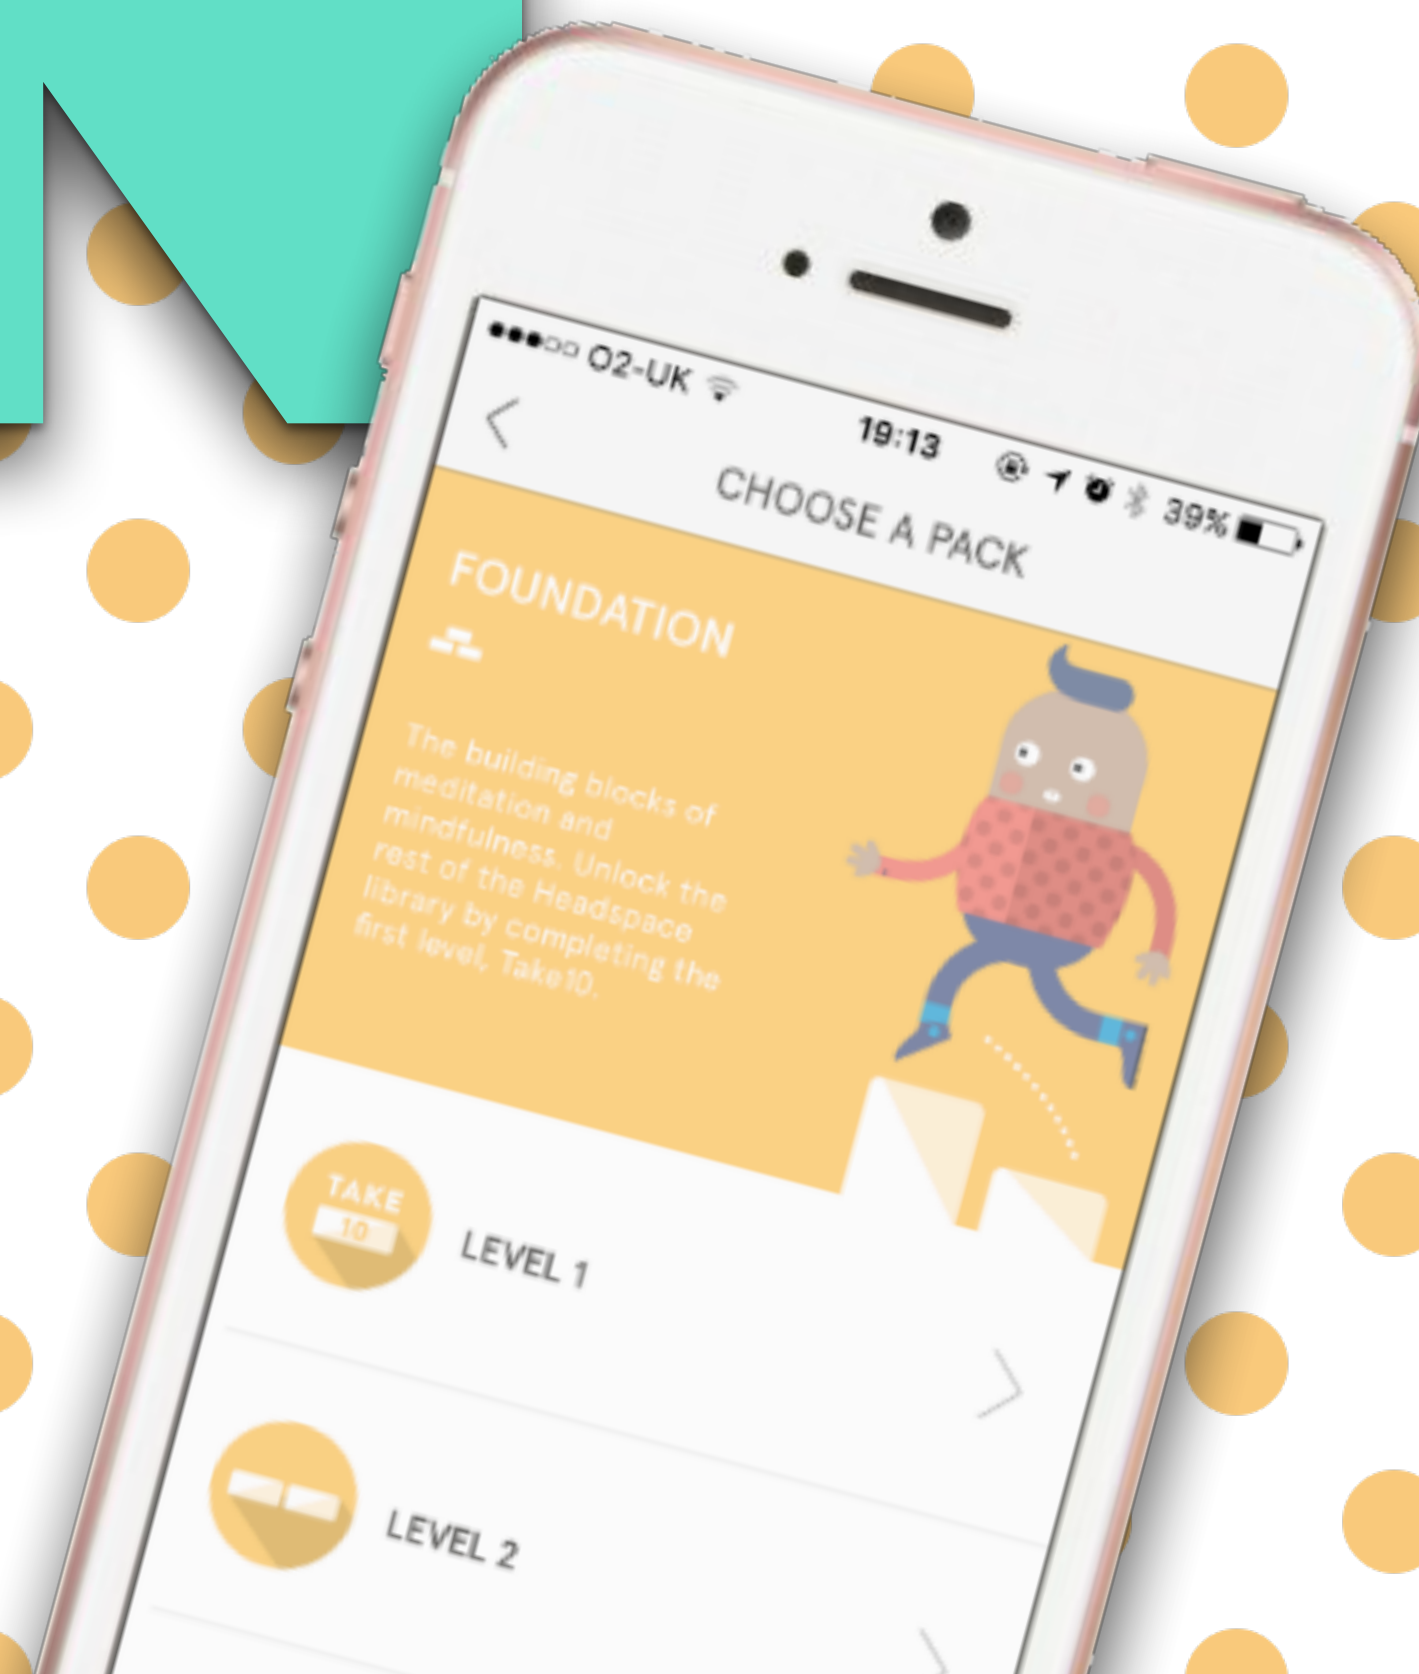 N
O2-UK 19:13 39%
CHOOSE A PACK
FOUNDATION
The building blocks of
meditation and
mindfulness. Unlock the
rest of the Headspace
library by completing the
first level, Take10.
TAKE
10
LEVEL 1
LEVEL 2